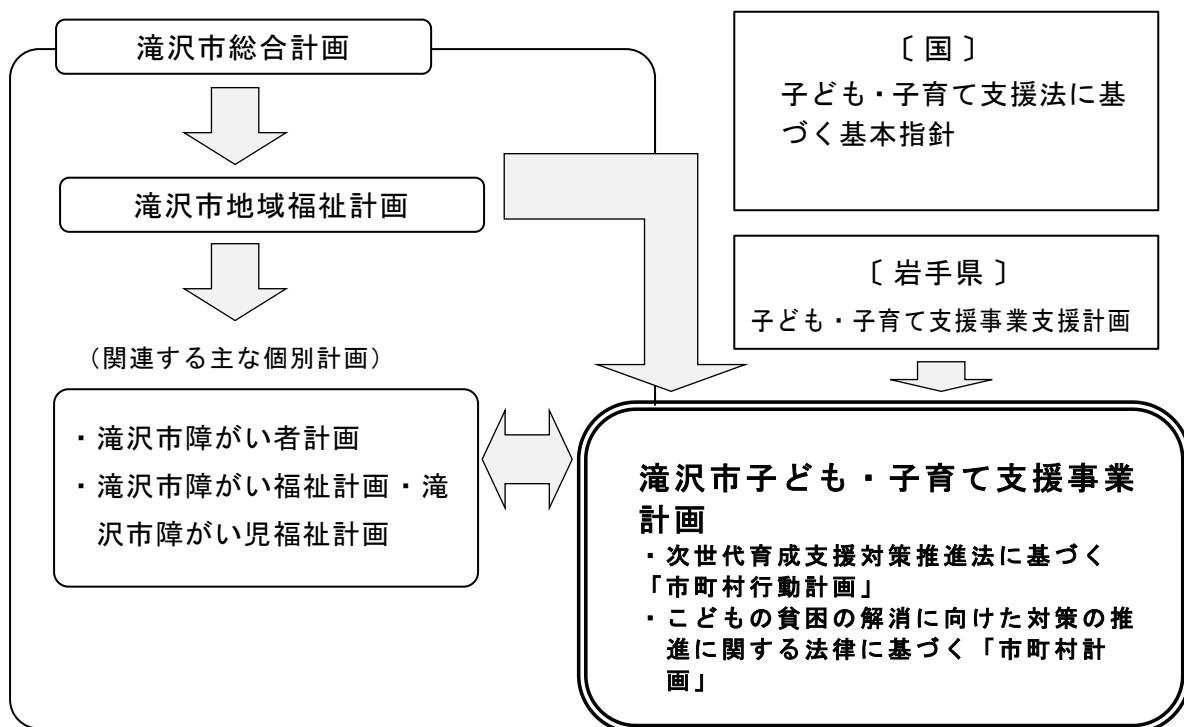 滝沢市総合計画
滝沢市地域福祉計画
(関連する主な個別計画)
・滝沢市障がい者計画
・滝沢市障がい福祉計画・滝
沢市障がい児福祉計画
〔国〕
子ども・子育て支援法に基
づく基本指針
〔岩手県〕
子ども・子育て支援事業支援計画
滝沢市子ども・子育て支援事業
計画
・次世代育成支援対策推進法に基づく
「市町村行動計画」
・こどもの貧困の解消に向けた対策の推
進に関する法律に基づく「市町村計
画」